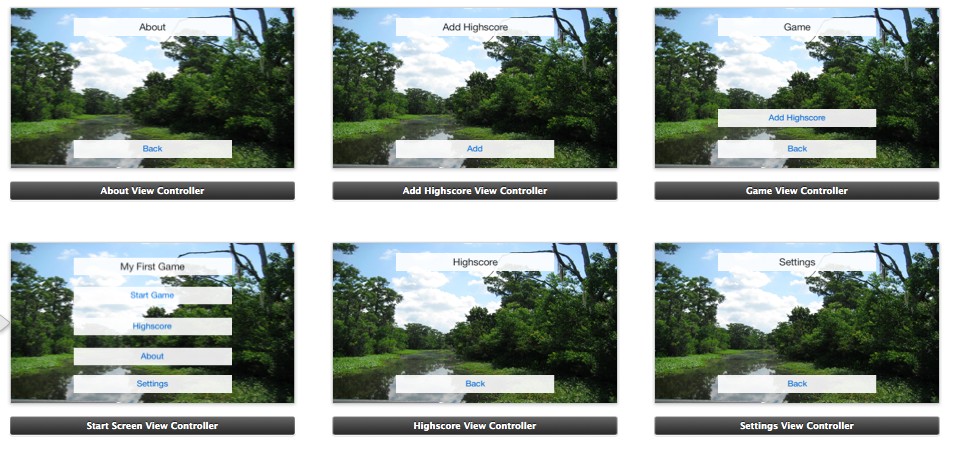 About
Back
About View Controller
Add Highscore
Add
Add Highscore View Controller
Game
Add Highscore
Back
Game View Controller
My First Game
Start Game
Highscore
About
Settings
Start Screen View Controller
Highscore
Back
Highscore View Controller
Settings
Back
Settings View Controller